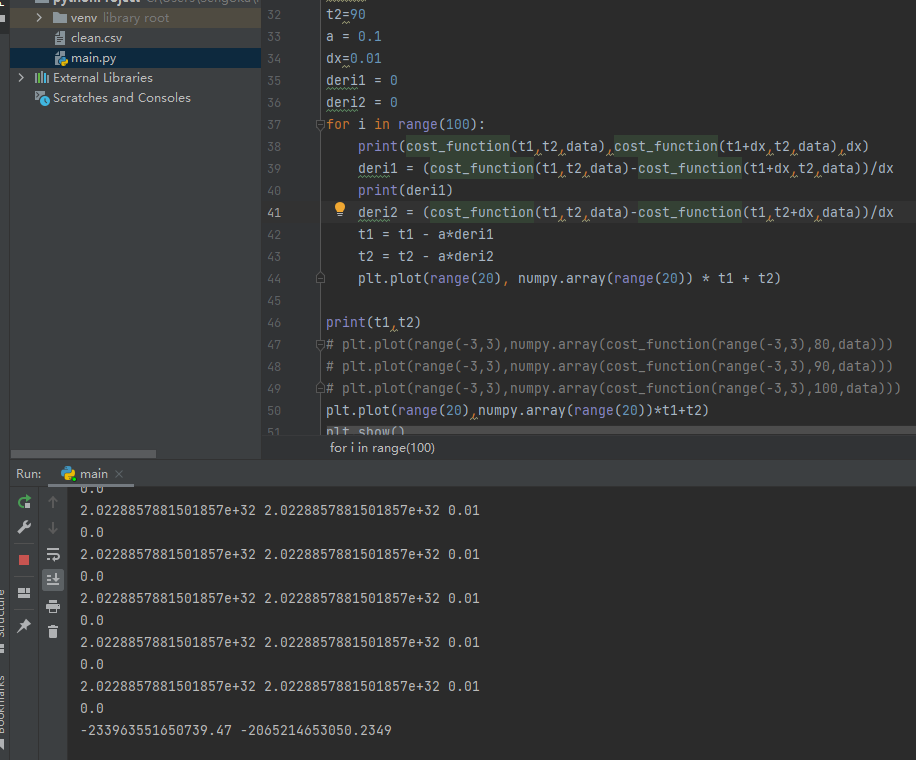 venv library root
clean.csv
main.py
External Libraries
Scratches and Consoles
32 t2=90
33 a = 0.1
34 dx=0.01
35 deri1 = 0
36 deri2 = 0
37 for i in range(100):
38 print(cost_function(t1,t2,data),cost_function(t1+dx,t2,data),dx)
39 deri1 = (cost_function(t1,t2,data)-cost_function(t1+dx,t2,data))/dx
40 print(deri1)
41 deri2 = (cost_function(t1,t2,data)-cost_function(t1,t2+dx,data))/dx
42 t1 = t1 - a*deri1
43 t2 = t2 - a*deri2
44 plt.plot(range(20), numpy.array(range(20)) * t1 + t2)
45
46 print(t1,t2)
47 # plt.plot(range(-3,3),numpy.array(cost_function(range(-3,3),80,data)))
48 # plt.plot(range(-3,3),numpy.array(cost_function(range(-3,3),90,data)))
49 # plt.plot(range(-3,3),numpy.array(cost_function(range(-3,3),100,data)))
50 plt.plot(range(20),numpy.array(range(20))*t1+t2)
51 plt.show()
for i in range(100)
Run: main
0.0
2.0228857881501857e+32 2.0228857881501857e+32 0.01
0.0
2.0228857881501857e+32 2.0228857881501857e+32 0.01
0.0
2.0228857881501857e+32 2.0228857881501857e+32 0.01
0.0
2.0228857881501857e+32 2.0228857881501857e+32 0.01
0.0
2.0228857881501857e+32 2.0228857881501857e+32 0.01
0.0
-233963551650739.47 -2065214653050.2349
Structure
Bookmarks